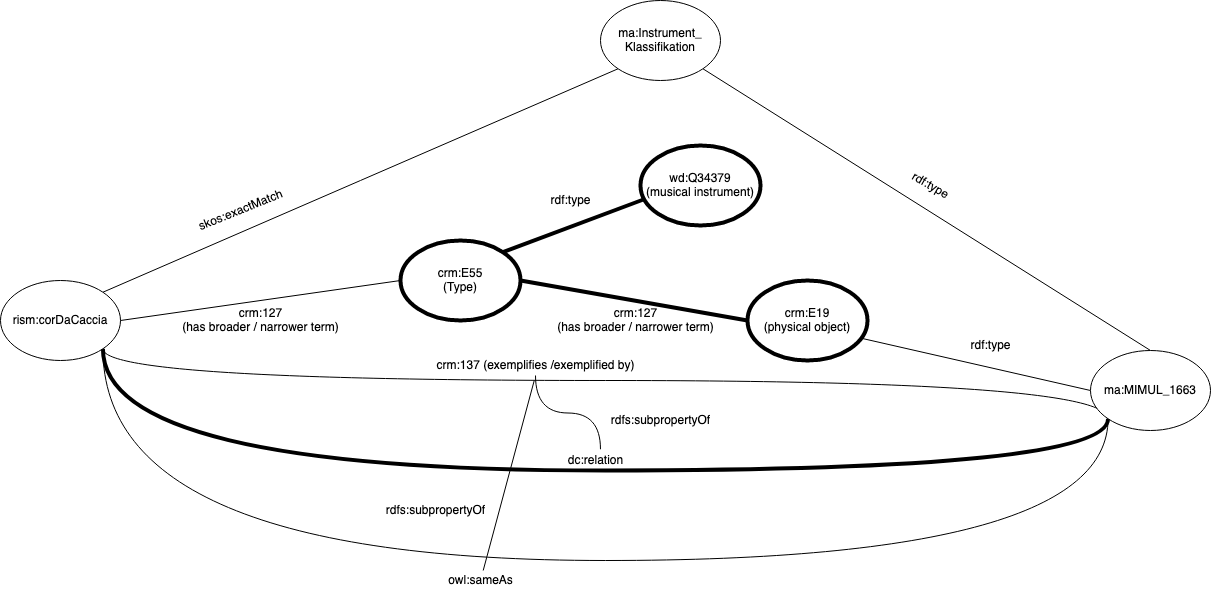 ma:Instrument_
Klassifikation
wd:Q34379
(musical instrument)
rdf:type
skos:exactMatch
rdf:type
crm:E55
(Type)
rism:corDaCaccia
crm:127
(has broader / narrower term)
crm:127
(has broader / narrower term)
crm:E19
(physical object)
rdf:type
crm:137 (exemplifies /exemplified by)
ma:MIMUL_1663
rdfs:subpropertyOf
dc:relation
rdfs:subpropertyOf
owl:sameAs